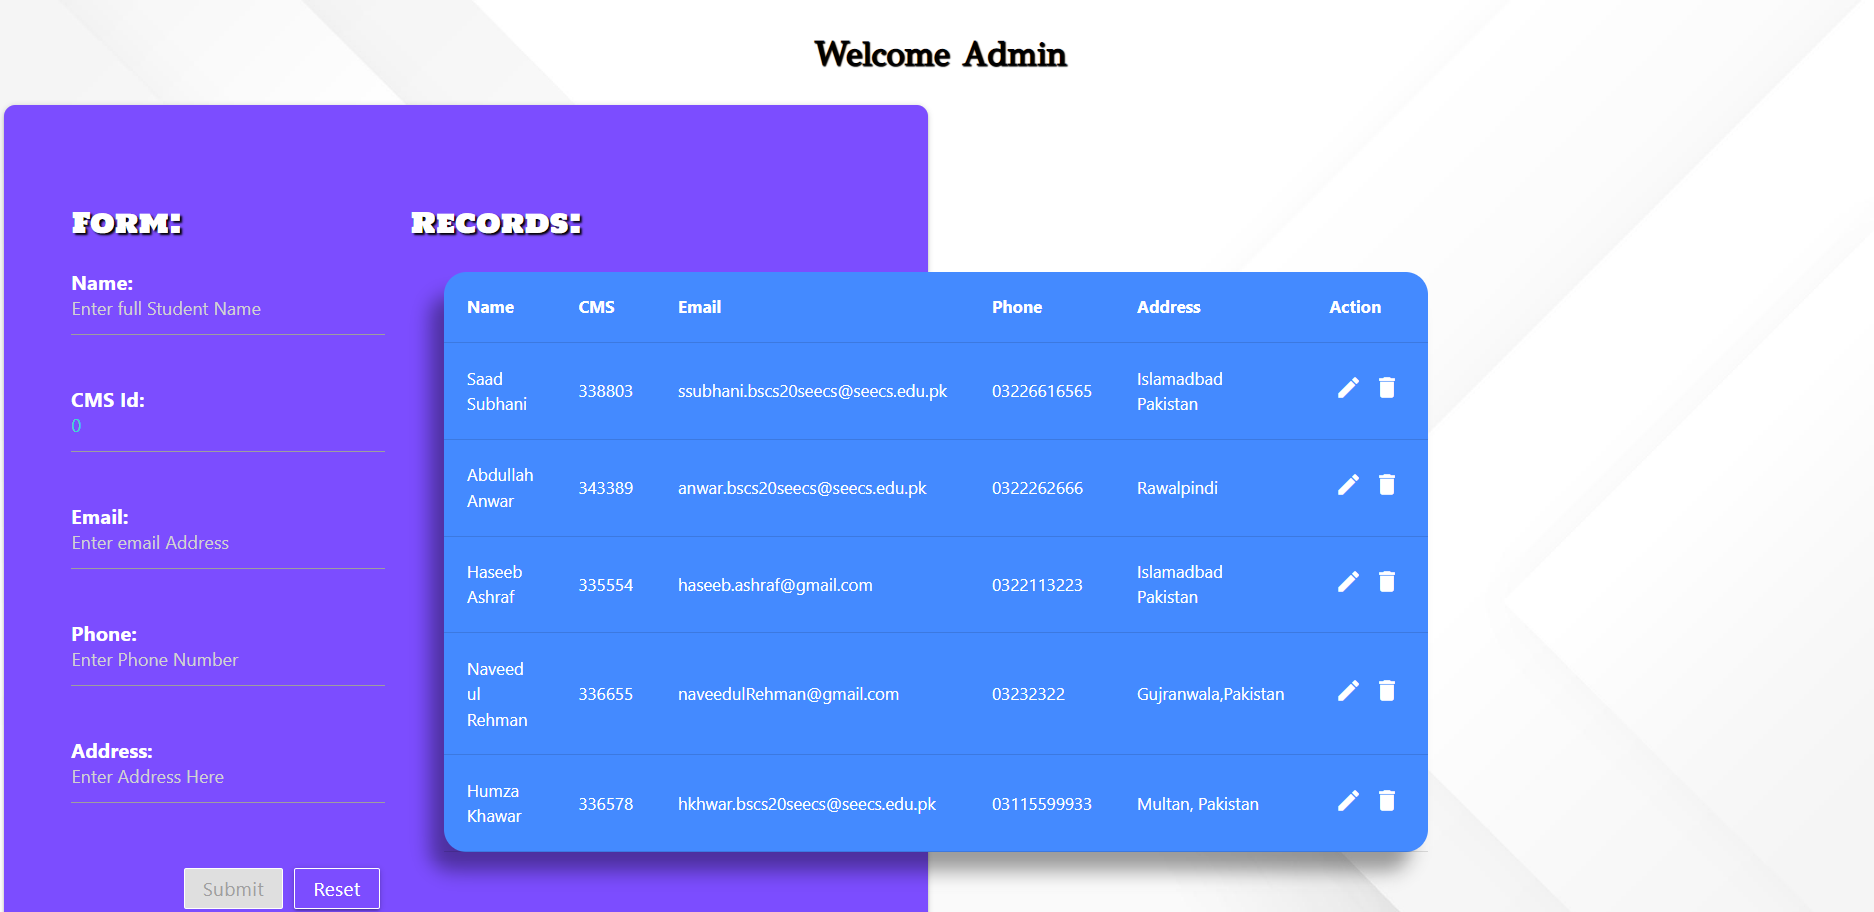 Welcome Admin
Form:
Name:
Enter full Student Name
CMS Id:
0
Email:
Enter email Address
Phone:
Enter Phone Number
Address:
Enter Address Here
Submit Reset
Records:
Name CMS Email Phone Address Action
Saad
Subhani 338803 ssubhani.bscs20seecs@seecs.edu.pk 03226616565 Islamadbad
Pakistan
Abdullah
Anwar 343389 anwar.bscs20seecs@seecs.edu.pk 0322262666 Rawalpindi
Haseeb
Ashraf 335554 haseeb.ashraf@gmail.com 0322113223 Islamadbad
Pakistan
Naveed
ul
Rehman 336655 naveedulRehman@gmail.com 03232322 Gujranwala,Pakistan
Humza
Khawar 336578 hkhwar.bscs20seecs@seecs.edu.pk 03115599933 Multan, Pakistan